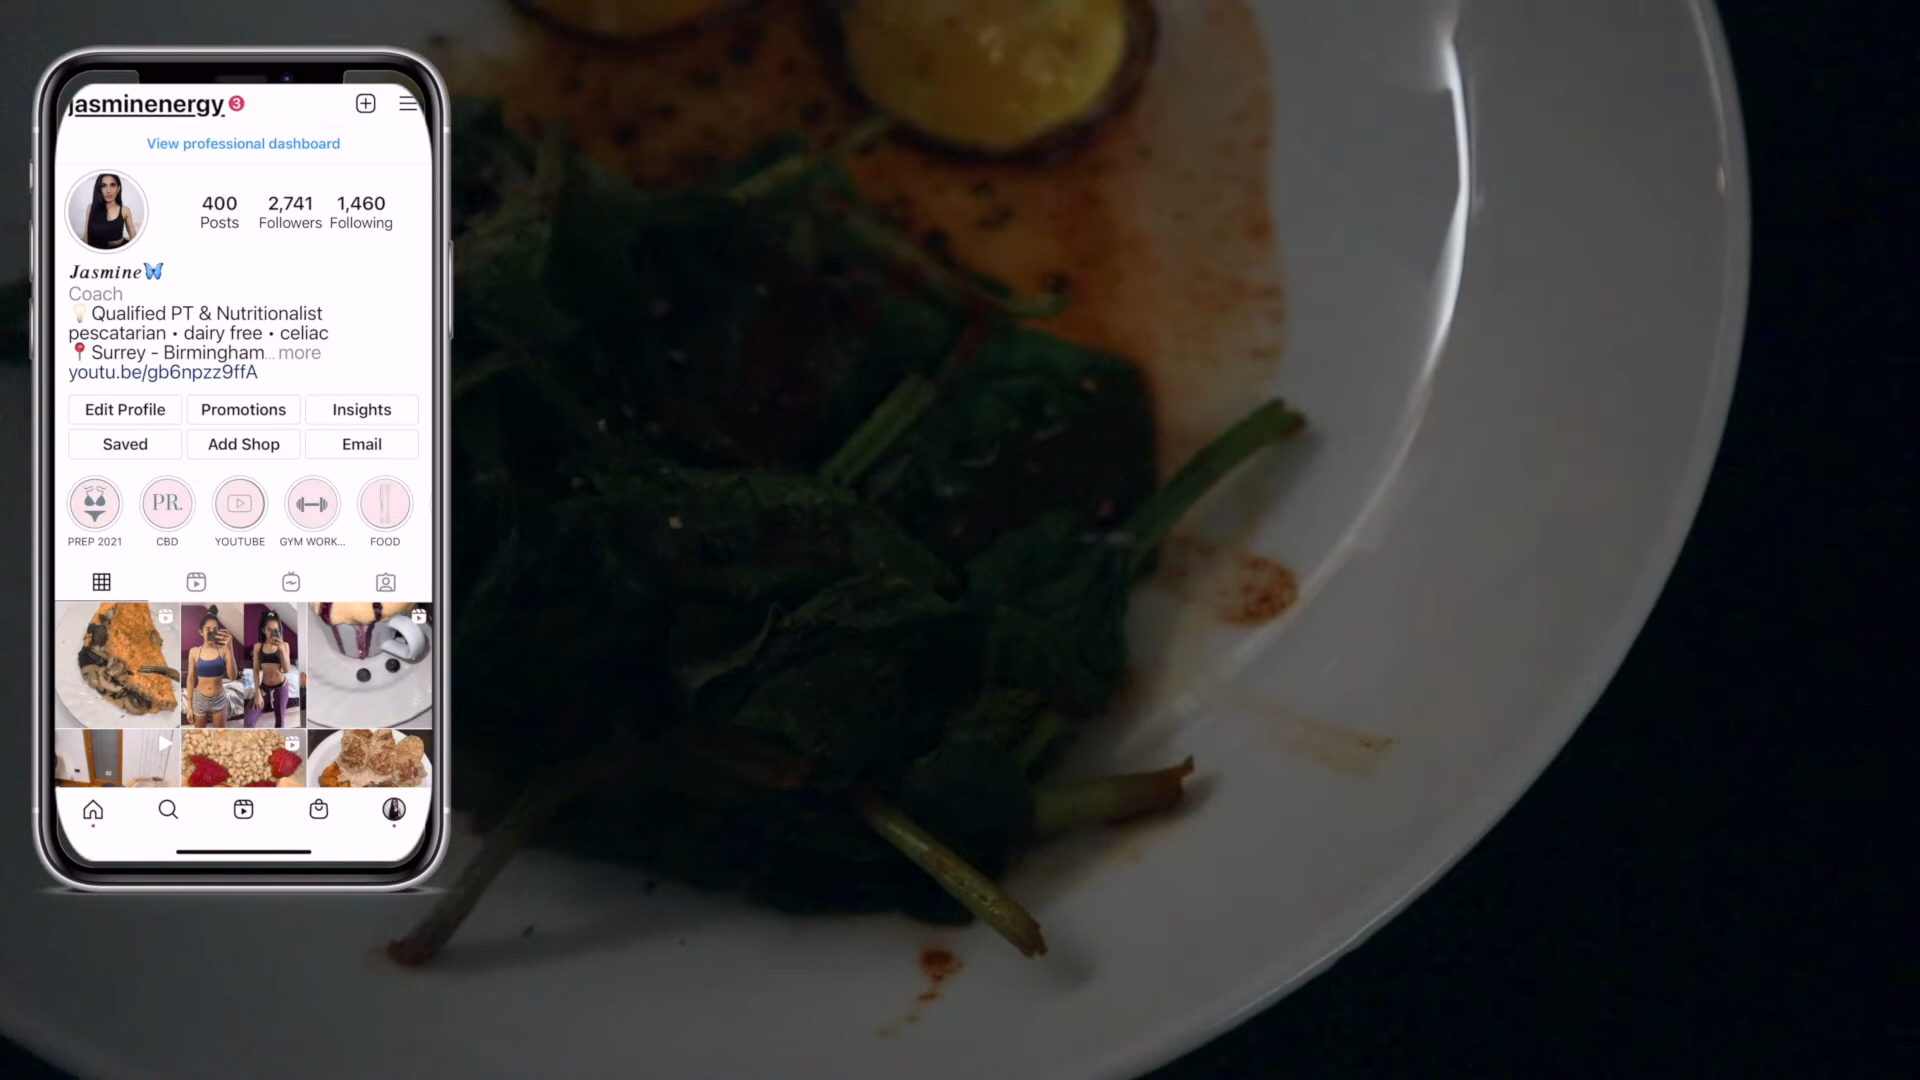 jasminenergy 3
View professional dashboard
400 2,741 1,460
Posts Followers Following
Jasmine🦋
Coach
💡Qualified PT & Nutritionalist
pescatarian • dairy free • celiac
📍Surrey - Birmingham... more
youtu.be/gb6npzz9ffA
Edit Profile Promotions Insights
Saved Add Shop Email
PR.
PREP 2021 CBD YOUTUBE GYM WORK... FOOD